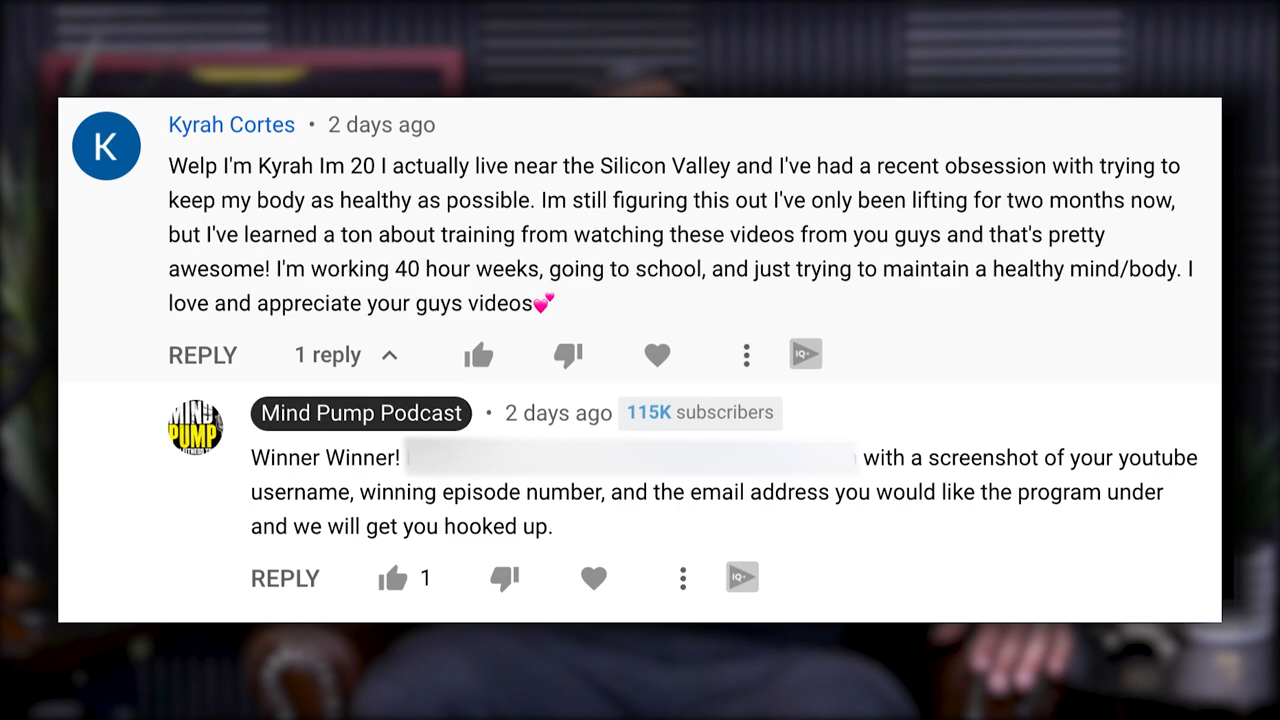 K
Kyrah Cortes • 2 days ago
Welp I'm Kyrah Im 20 I actually live near the Silicon Valley and I've had a recent obsession with trying to
keep my body as healthy as possible. Im still figuring this out I've only been lifting for two months now,
but I've learned a ton about training from watching these videos from you guys and that's pretty
awesome! I'm working 40 hour weeks, going to school, and just trying to maintain a healthy mind/body. I
love and appreciate your guys videos💕
REPLY 1 reply IQ+
MIND
PUMP
Mind Pump Podcast • 2 days ago 115K subscribers
Winner Winner! with a screenshot of your youtube
username, winning episode number, and the email address you would like the program under
and we will get you hooked up.
REPLY 1 IQ+